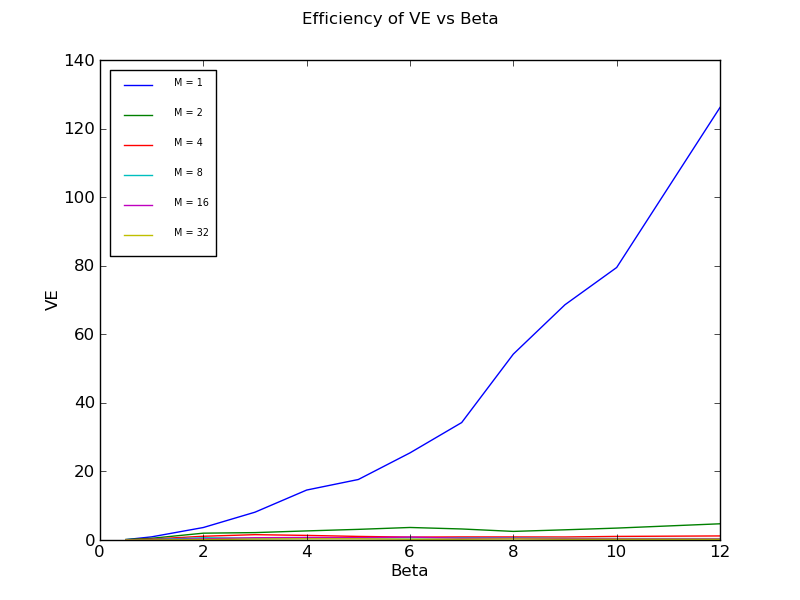 Efficiency of VE vs Beta
140
120
100
80
60
40
20
0
VE
M = 1
M = 2
M = 4
M = 8
M = 16
M = 32
0
2
4
6
8
10
12
Beta